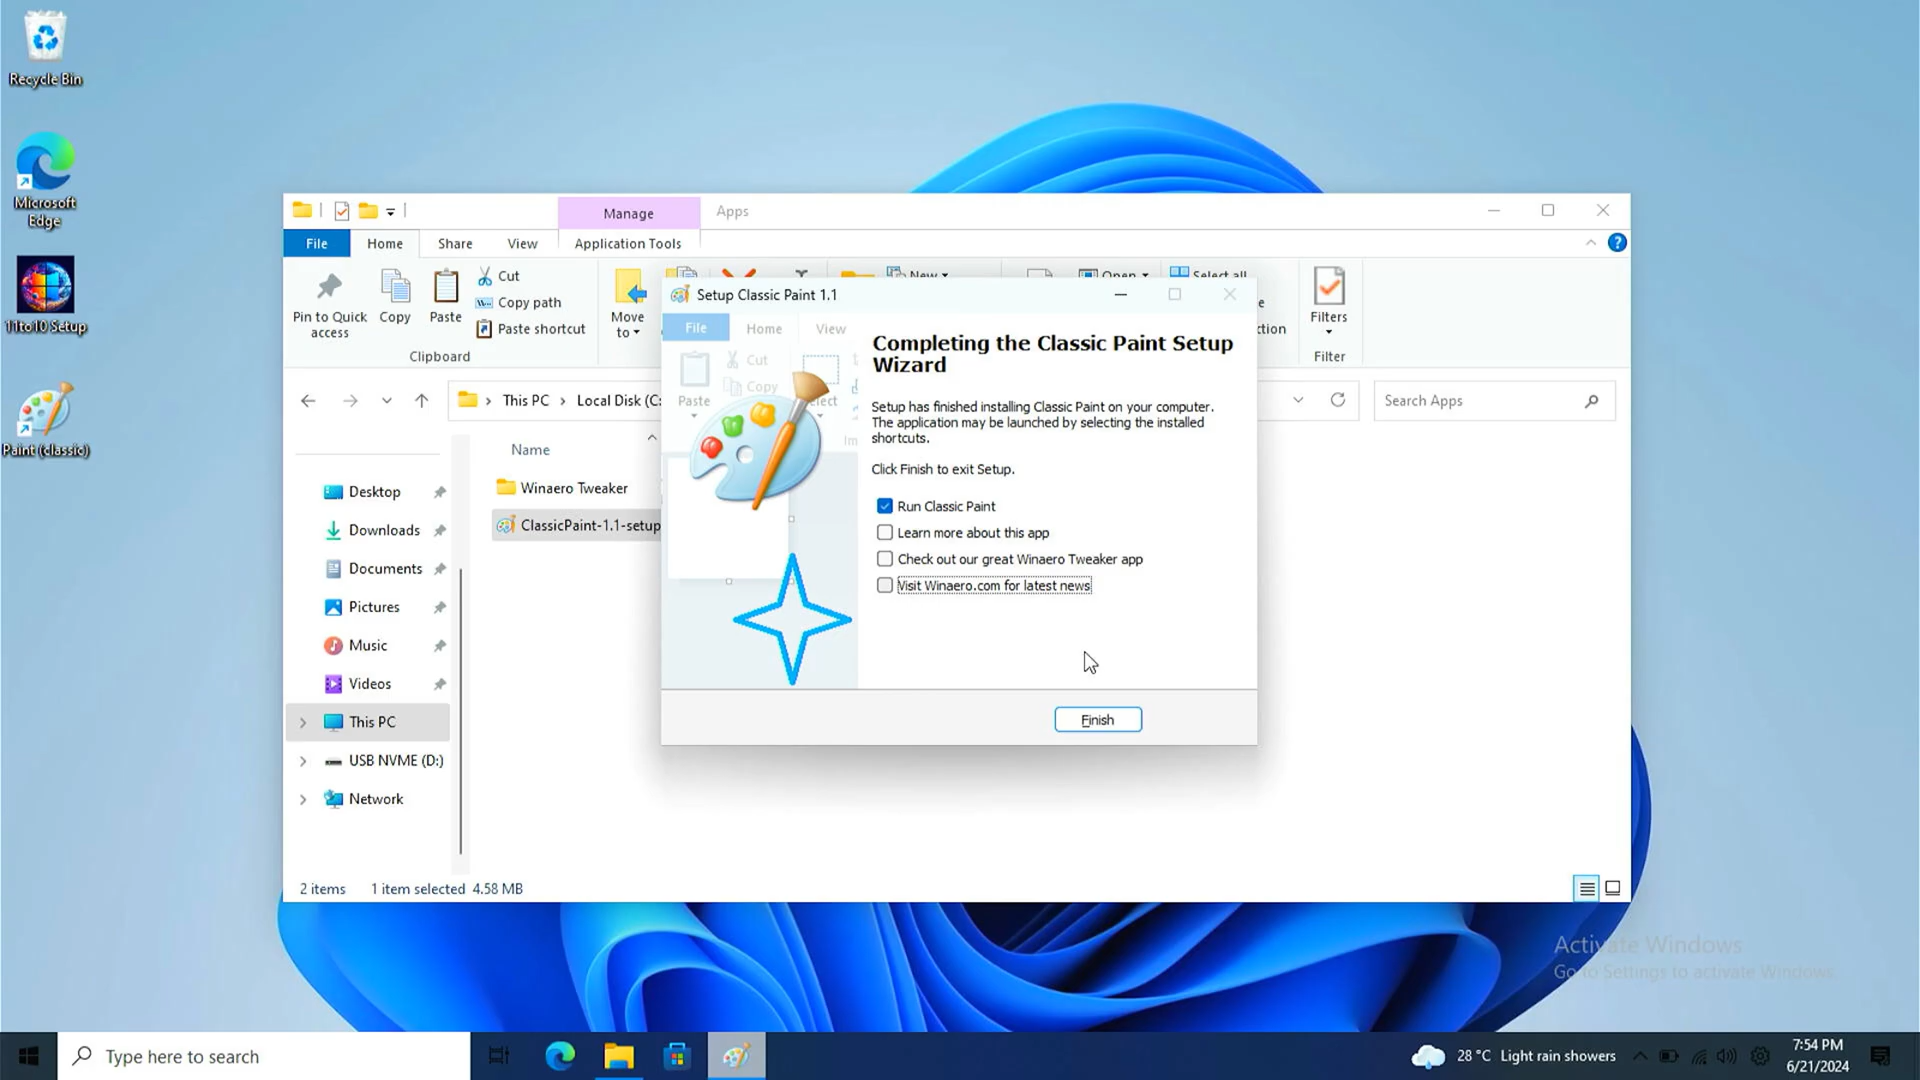 Recycle Bin
Microsoft
Edge
11to10 Setup
Paint (classic)
Manage
Apps
File
Home
Share
View
Application Tools
Pin to Quick
access
Copy
Paste
Cut
Copy path
Paste shortcut
Clipboard
Move
to
New
Open
Select all
Filters
Filter
This PC
Local Disk (C:
Search Apps
Name
Winaero Tweaker
ClassicPaint-1.1-setup
Desktop
Downloads
Documents
Pictures
Music
Videos
This PC
USB NVME (D:)
Network
2 items
1 item selected 4.58 MB
Setup Classic Paint 1.1
File
Home
View
Paste
Cut
Copy
Completing the Classic Paint Setup
Wizard
Setup has finished installing Classic Paint on your computer.
The application may be launched by selecting the installed
shortcuts.
Click Finish to exit Setup.
Run Classic Paint
Learn more about this app
Check out our great Winaero Tweaker app
Visit Winaero.com for latest news
Finish
Activate Windows
Go to Settings to activate Windows.
Type here to search
28 °C Light rain showers
7:54 PM
6/21/2024